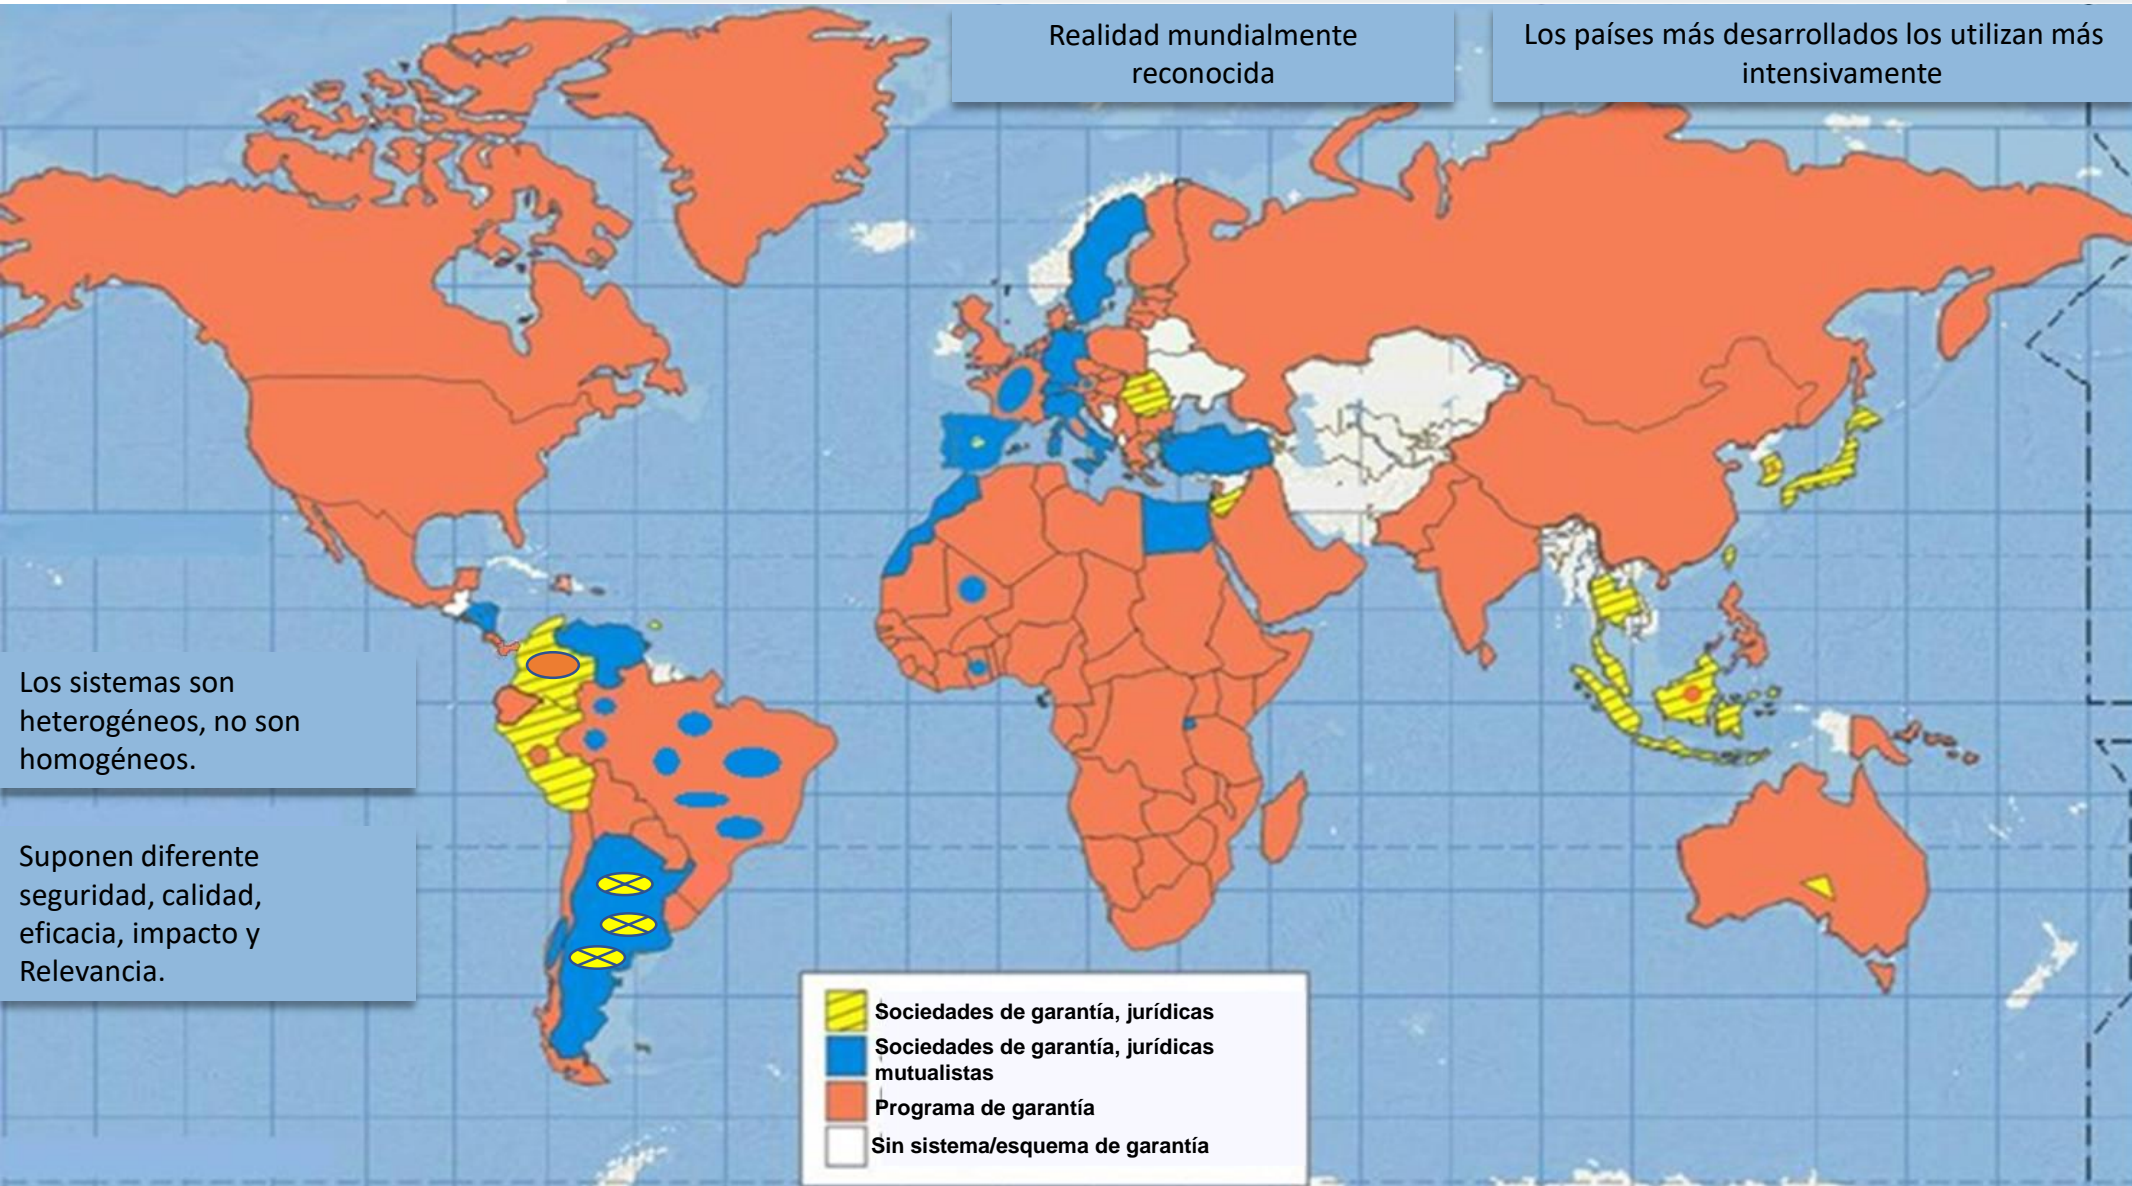 Realidad mundialmente
reconocida
Los países más desarrollados los utilizan más
intensivamente
Los sistemas son
heterogéneos, no son
homogéneos.
Suponen diferente
seguridad, calidad,
eficacia, impacto y
Relevancia.
Sociedades de garantía, jurídicas
Sociedades de garantía, jurídicas
mutualistas
Programa de garantía
Sin sistema/esquema de garantía